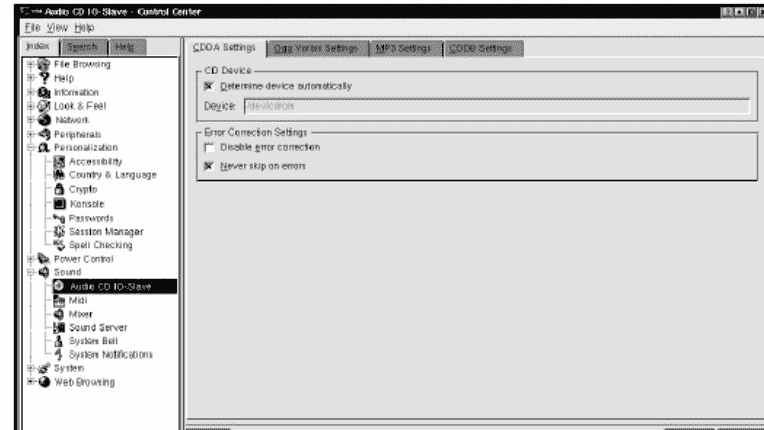 Audio CD IO-Slave - Control Center
File View Help
Index Search Help
File Browsing
Help
Information
Look & Feel
Network
Peripherals
Personalization
Accessibility
Country & Language
Crypto
Konsole
Passwords
Session Manager
Spell Checking
Power Control
Sound
Audio CD IO-Slave
Midi
Mixer
Sound Server
System Bell
System Notifications
System
Web Browsing
CDDA Settings Ogg Vorbis Settings MP3 Settings CDDB Settings
CD Device
Determine device automatically
Device: /dev/cdrom
Error Correction Settings
Disable error correction
Never skip on errors